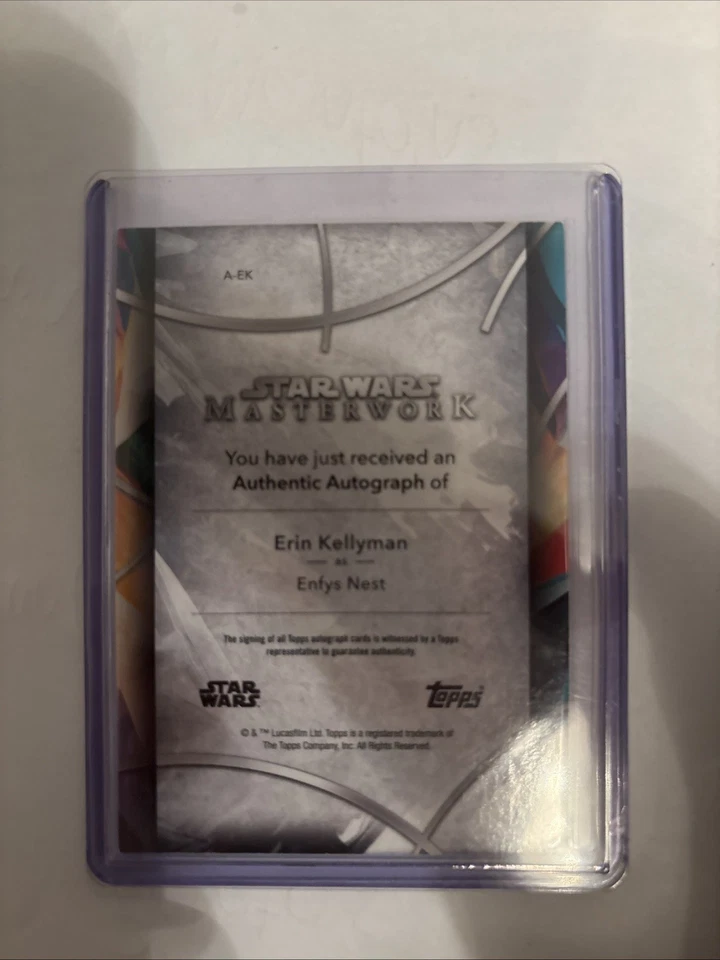 A-EK
STAR WARS
MASTERWORK
You have just received an
Authentic Autograph of
Erin Kellyman
as
Enfys Nest
The signing of all Topps autograph cards is witnessed by a Topps
representative to guarantee authenticity.
STAR
WARS
Topps
© & ™ Lucasfilm Ltd. Topps is a registered trademark of
The Topps Company, Inc. All Rights Reserved.